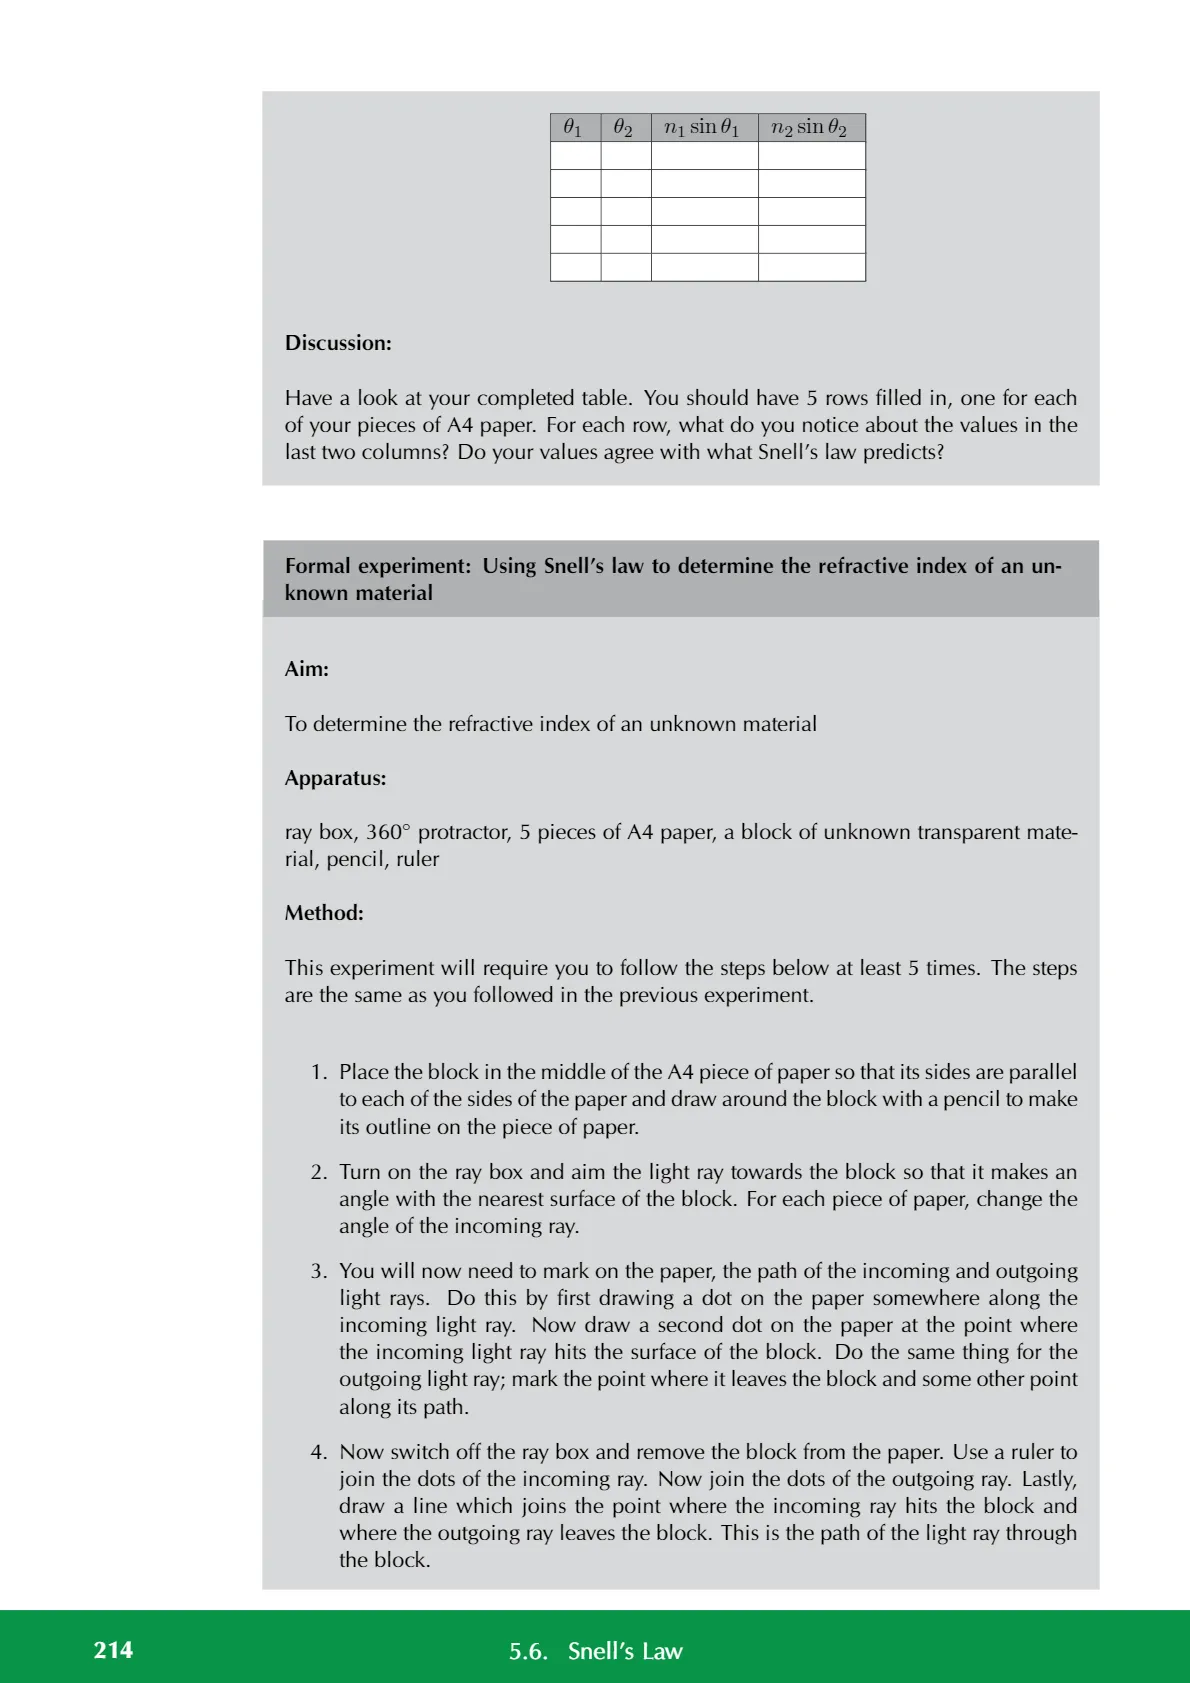 θ1 θ2 n1 sin θ1 n2 sin θ2
Discussion:
Have a look at your completed table. You should have 5 rows filled in, one for each
of your pieces of A4 paper. For each row, what do you notice about the values in the
last two columns? Do your values agree with what Snell’s law predicts?
Formal experiment: Using Snell’s law to determine the refractive index of an un-
known material
Aim:
To determine the refractive index of an unknown material
Apparatus:
ray box, 360° protractor, 5 pieces of A4 paper, a block of unknown transparent mate-
rial, pencil, ruler
Method:
This experiment will require you to follow the steps below at least 5 times. The steps
are the same as you followed in the previous experiment.
1. Place the block in the middle of the A4 piece of paper so that its sides are parallel
to each of the sides of the paper and draw around the block with a pencil to make
its outline on the piece of paper.
2. Turn on the ray box and aim the light ray towards the block so that it makes an
angle with the nearest surface of the block. For each piece of paper, change the
angle of the incoming ray.
3. You will now need to mark on the paper, the path of the incoming and outgoing
light rays. Do this by first drawing a dot on the paper somewhere along the
incoming light ray. Now draw a second dot on the paper at the point where
the incoming light ray hits the surface of the block. Do the same thing for the
outgoing light ray; mark the point where it leaves the block and some other point
along its path.
4. Now switch off the ray box and remove the block from the paper. Use a ruler to
join the dots of the incoming ray. Now join the dots of the outgoing ray. Lastly,
draw a line which joins the point where the incoming ray hits the block and
where the outgoing ray leaves the block. This is the path of the light ray through
the block.
214 5.6. Snell’s Law